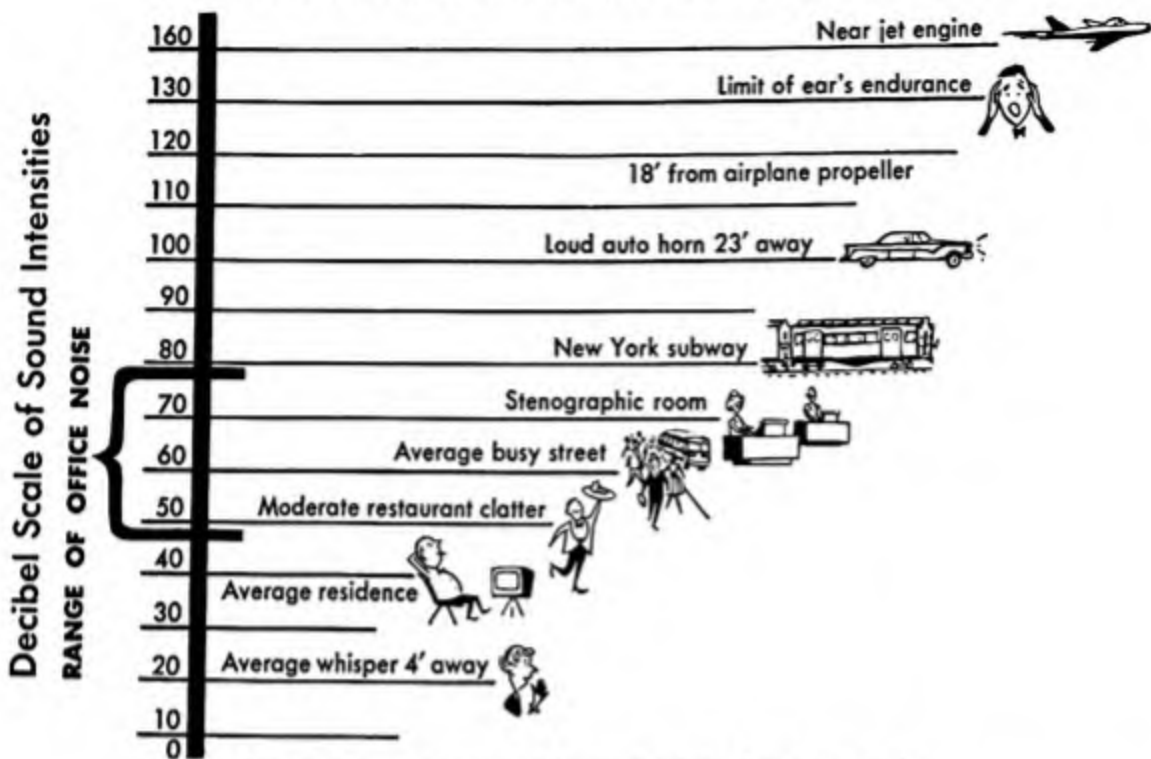 Decibel Scale of Sound Intensities
RANGE OF OFFICE NOISE
160 Near jet engine
130 Limit of ear's endurance
120
18' from airplane propeller
110
100 Loud auto horn 23' away
90
80 New York subway
70 Stenographic room
60 Average busy street
50 Moderate restaurant clatter
40
Average residence
30
20 Average whisper 4' away
10
0